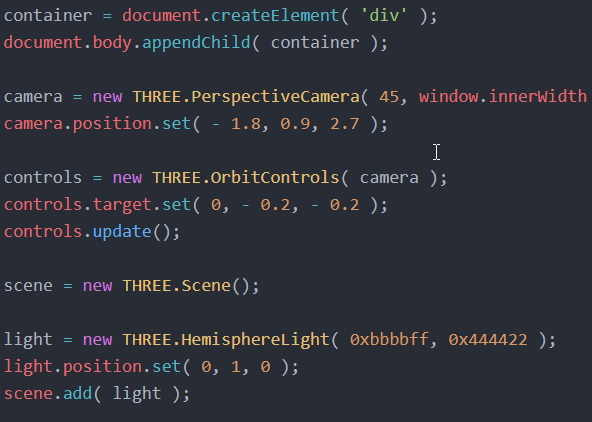 container = document.createElement( 'div' );
document.body.appendChild( container );
camera = new THREE.PerspectiveCamera( 45, window.innerWidth
camera.position.set( - 1.8, 0.9, 2.7 );
controls = new THREE.OrbitControls( camera );
controls.target.set( 0, - 0.2, - 0.2 );
controls.update();
scene = new THREE.Scene();
light = new THREE.HemisphereLight( 0xbbbbff, 0x444422 );
light.position.set( 0, 1, 0 );
scene.add( light );